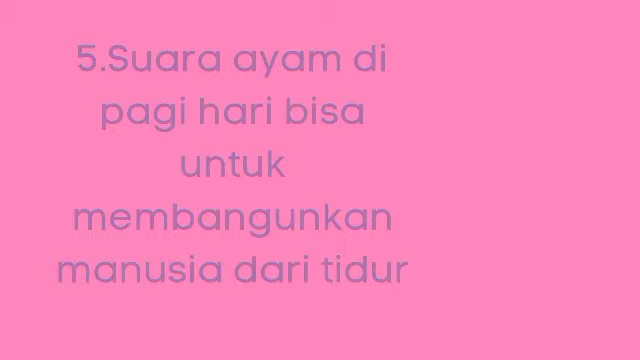 5.Suara ayam di
pagi hari bisa
untuk
membangunkan
manusia dari tidur